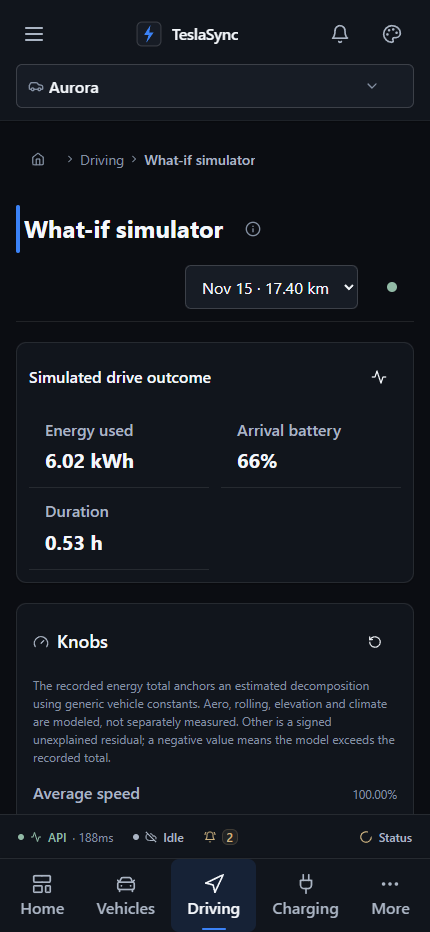 TeslaSync
Aurora
Driving
What-if simulator
What-if simulator
Nov 15 · 17.40 km
Simulated drive outcome
Energy used
Arrival battery
6.02 kWh
66%
Duration
0.53 h
Knobs
The recorded energy total anchors an estimated decomposition
using generic vehicle constants. Aero, rolling, elevation and climate
are modeled, not separately measured. Other is a signed
unexplained residual; a negative value means the model exceeds the
recorded total.
Average speed
100.00%
API · 188ms
Idle
2
Status
Home
Vehicles
Driving
Charging
More